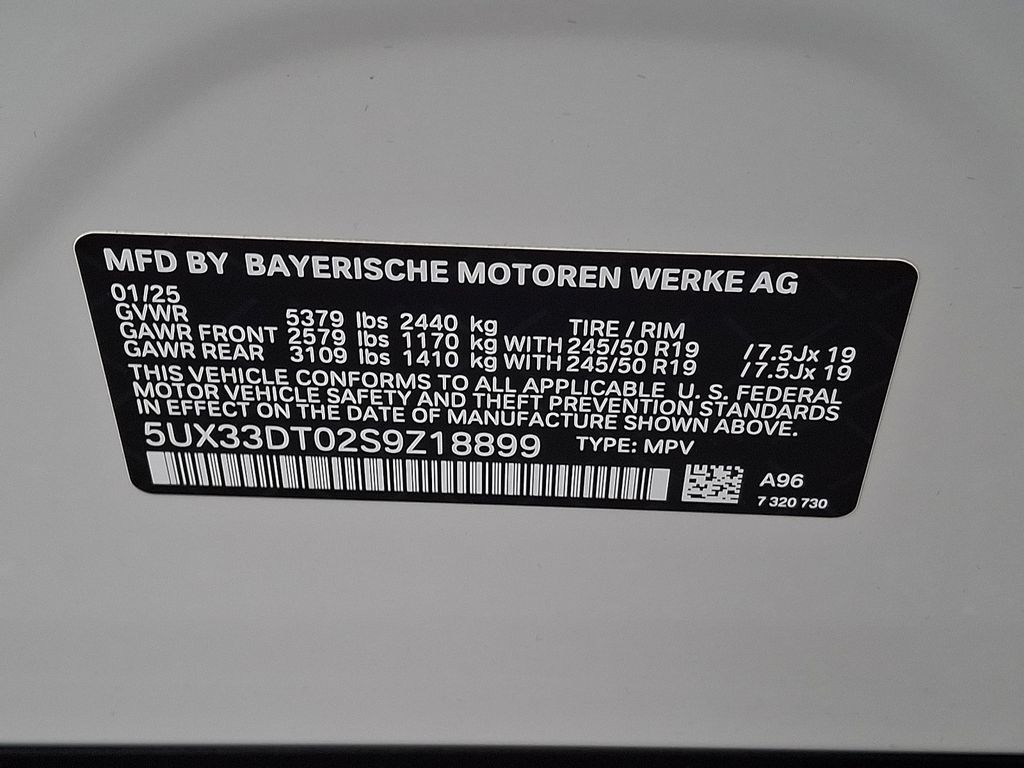 MFD BY BAYERISCHE MOTOREN WERKE AG
01/25
GVWR 5379 lbs 2440 kg TIRE / RIM
GAWR FRONT 2579 lbs 1170 kg WITH 245/50 R19 /7.5Jx 19
GAWR REAR 3109 lbs 1410 kg WITH 245/50 R19 /7.5Jx 19
THIS VEHICLE CONFORMS TO ALL APPLICABLE U. S. FEDERAL
MOTOR VEHICLE SAFETY AND THEFT PREVENTION STANDARDS
IN EFFECT ON THE DATE OF MANUFACTURE SHOWN ABOVE.
5UX33DT02S9Z18899 TYPE: MPV
A96
7 320 730